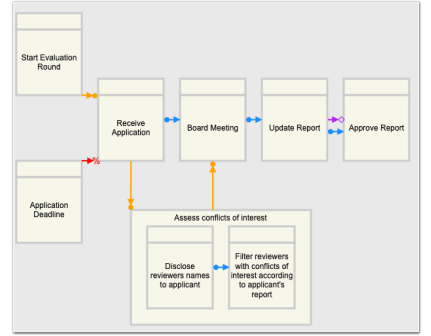 Start Evaluation
Round
Receive
Application
Board Meeting
Update Report
Approve Report
%
Application
Deadline
Assess conflicts of interest
Disclose
reviewers names
to applicant
Filter reviewers
with conflicts of
interest according
to applicant's
report